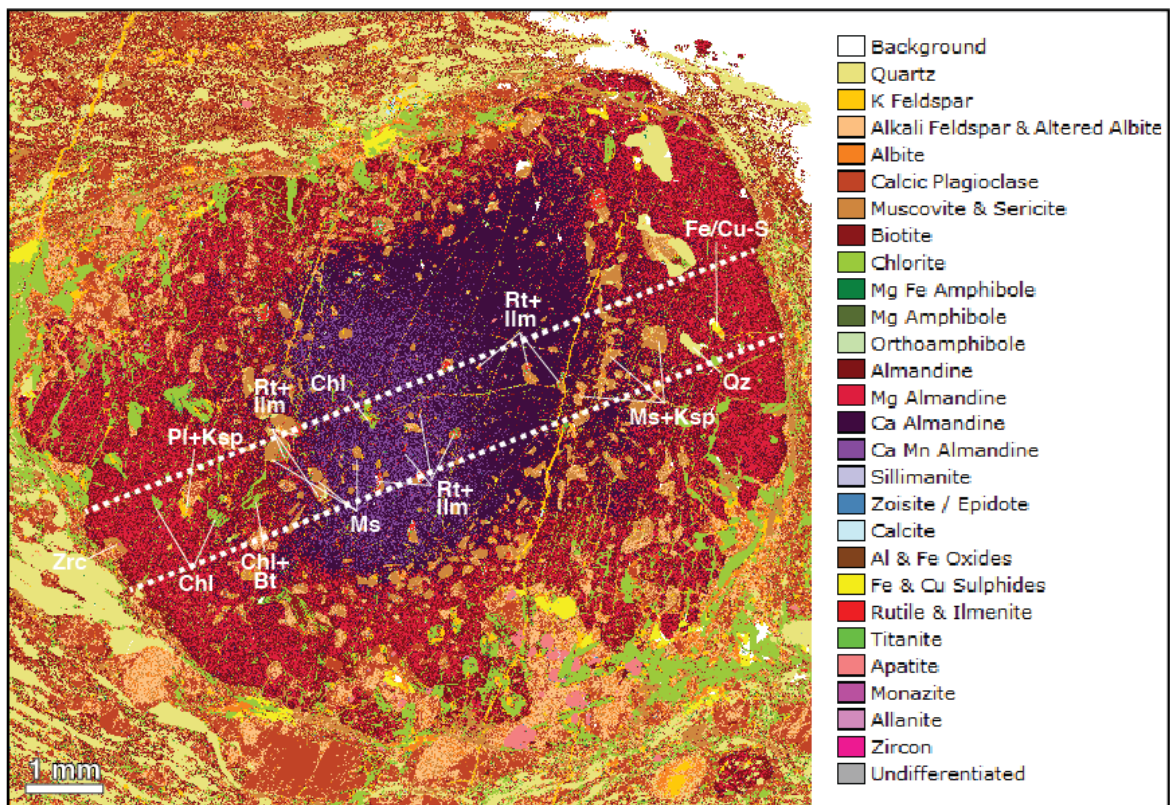 Background
Quartz
K Feldspar
Alkali Feldspar & Altered Albite
Albite
Calcic Plagioclase
Muscovite & Sericite
Biotite
Chlorite
Mg Fe Amphibole
Mg Amphibole
Orthoamphibole
Almandine
Mg Almandine
Ca Almandine
Ca Mn Almandine
Sillimanite
Zoisite / Epidote
Calcite
Al & Fe Oxides
Fe & Cu Sulphides
Rutile & Ilmenite
Titanite
Apatite
Monazite
Allanite
Zircon
Undifferentiated
Fe/Cu-S
Rt+
Ilm
Chl
Rt+
Ilm
Qz
Ms+Ksp
Pl+Ksp
Rt+
Ilm
Ms
Zrc
Chl
Chl+
Bt
1 mm